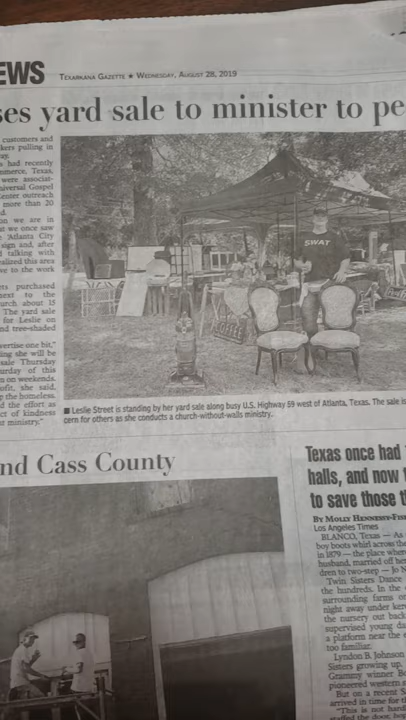 EWS
TEXARKANA GAZETTE ★ WEDNESDAY, AUGUST 28, 2019
ses yard sale to minister to pe
customers and
kers pulling in
ay.
s had recently
mmerce, Texas,
were associat-
niversal Gospel
Center outreach
more than 20
d.
on we are in
t we once saw
'Atlanta City
sign and, after
talking with
ealized this area
ve to the work
ers purchased
next to the
urch about 15
The yard sale
for Leslie on
nd tree-shaded
vertise one bit,"
ing she will be
sale Thursday
urday of this
s on weekends.
ofit, she said,
g the homeless.
d the effort as
ct of kindness
t ministry."
SWAT
■ Leslie Street is standing by her yard sale along busy U.S. Highway 59 west of Atlanta, Texas. The sale is
cern for others as she conducts a church-without-walls ministry.
nd Cass County
Texas once had
halls, and now t
to save those t
BY MOLLY HENNESSY-FIS
Los Angeles Times
BLANCO, Texas — As
boy boots whirl across the
in 1879 — the place where
husband, married off her
dren to two-step — Jo N
Twin Sisters Dance
the hundreds. In the
surrounding farms or
night away under kero
the nursery out back
supervised young da
a platform near the e
too familiar.
Lyndon B. Johnson
Sisters growing up,
Grammy winner Bo
pioneered western s
But on a recent S
arrived in time for t
"This is not hard